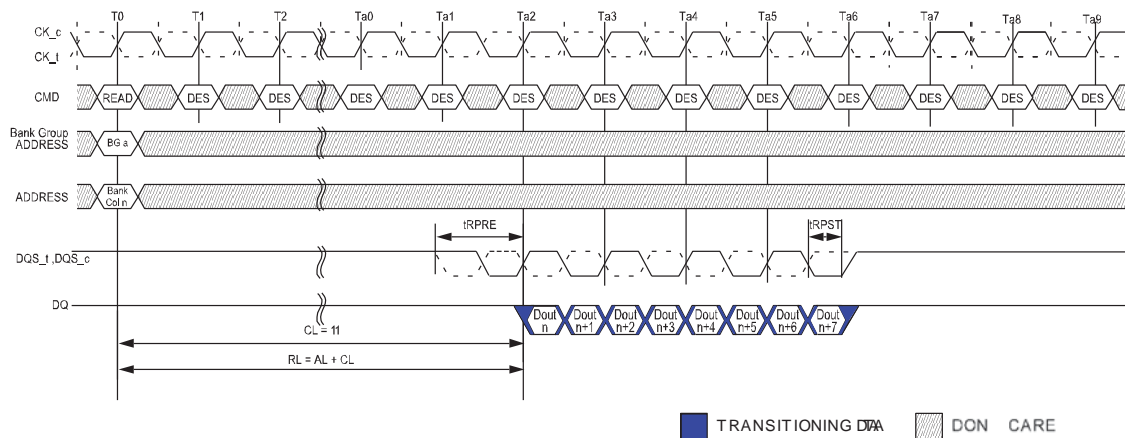 T0 T1 T2 Ta0 Ta1 Ta2 Ta3 Ta4 Ta5 Ta6 Ta7 Ta8 Ta9
CK_c
CK_t
CMD READ DES DES DES DES DES DES DES DES DES DES DES DES
Bank Group
ADDRESS BG a
ADDRESS Bank
Col n
tRPRE tRPST
DQS_t ,DQS_c
DQ
Dout Dout Dout Dout Dout Dout Dout Dout
n n+1 n+2 n+3 n+4 n+5 n+6 n+7
CL = 11
RL = AL + CL
TRANSITIONING DATA DON CARE